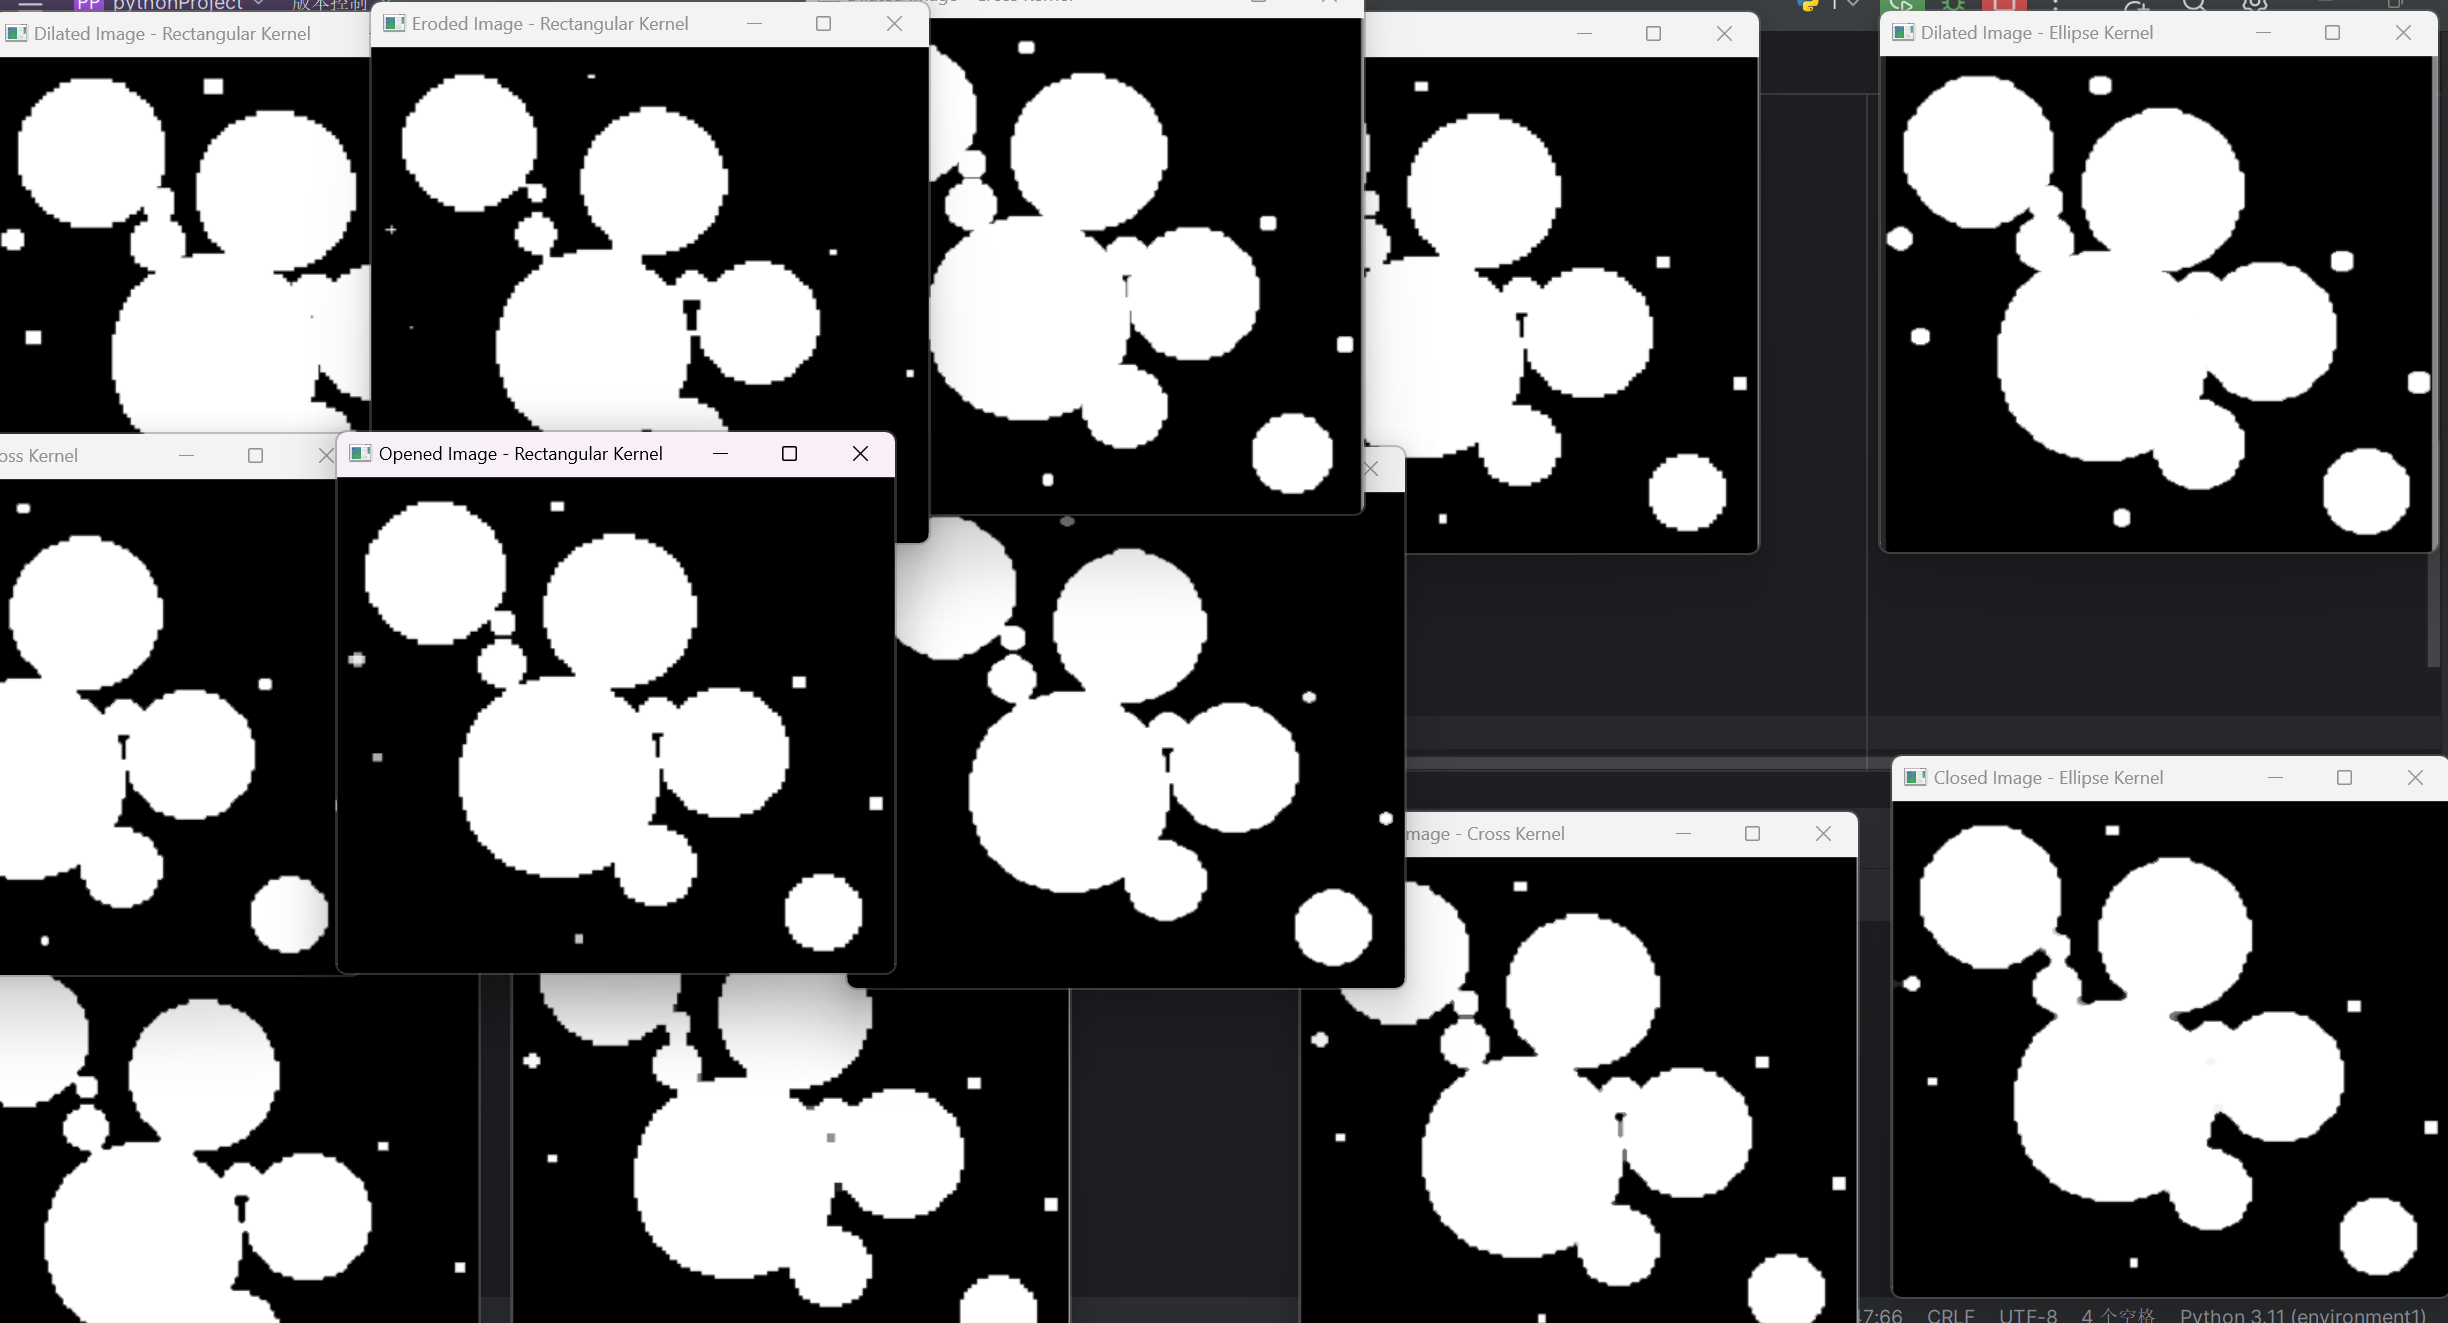 PP pythonProject 版本控制
Dilated Image - Rectangular Kernel
Eroded Image - Rectangular Kernel
Dilated Image - Ellipse Kernel
oss Kernel
Opened Image - Rectangular Kernel
Closed Image - Ellipse Kernel
mage - Cross Kernel
47:66 CRLF UTF-8 4 个空格 Python 3.11 (environment1)